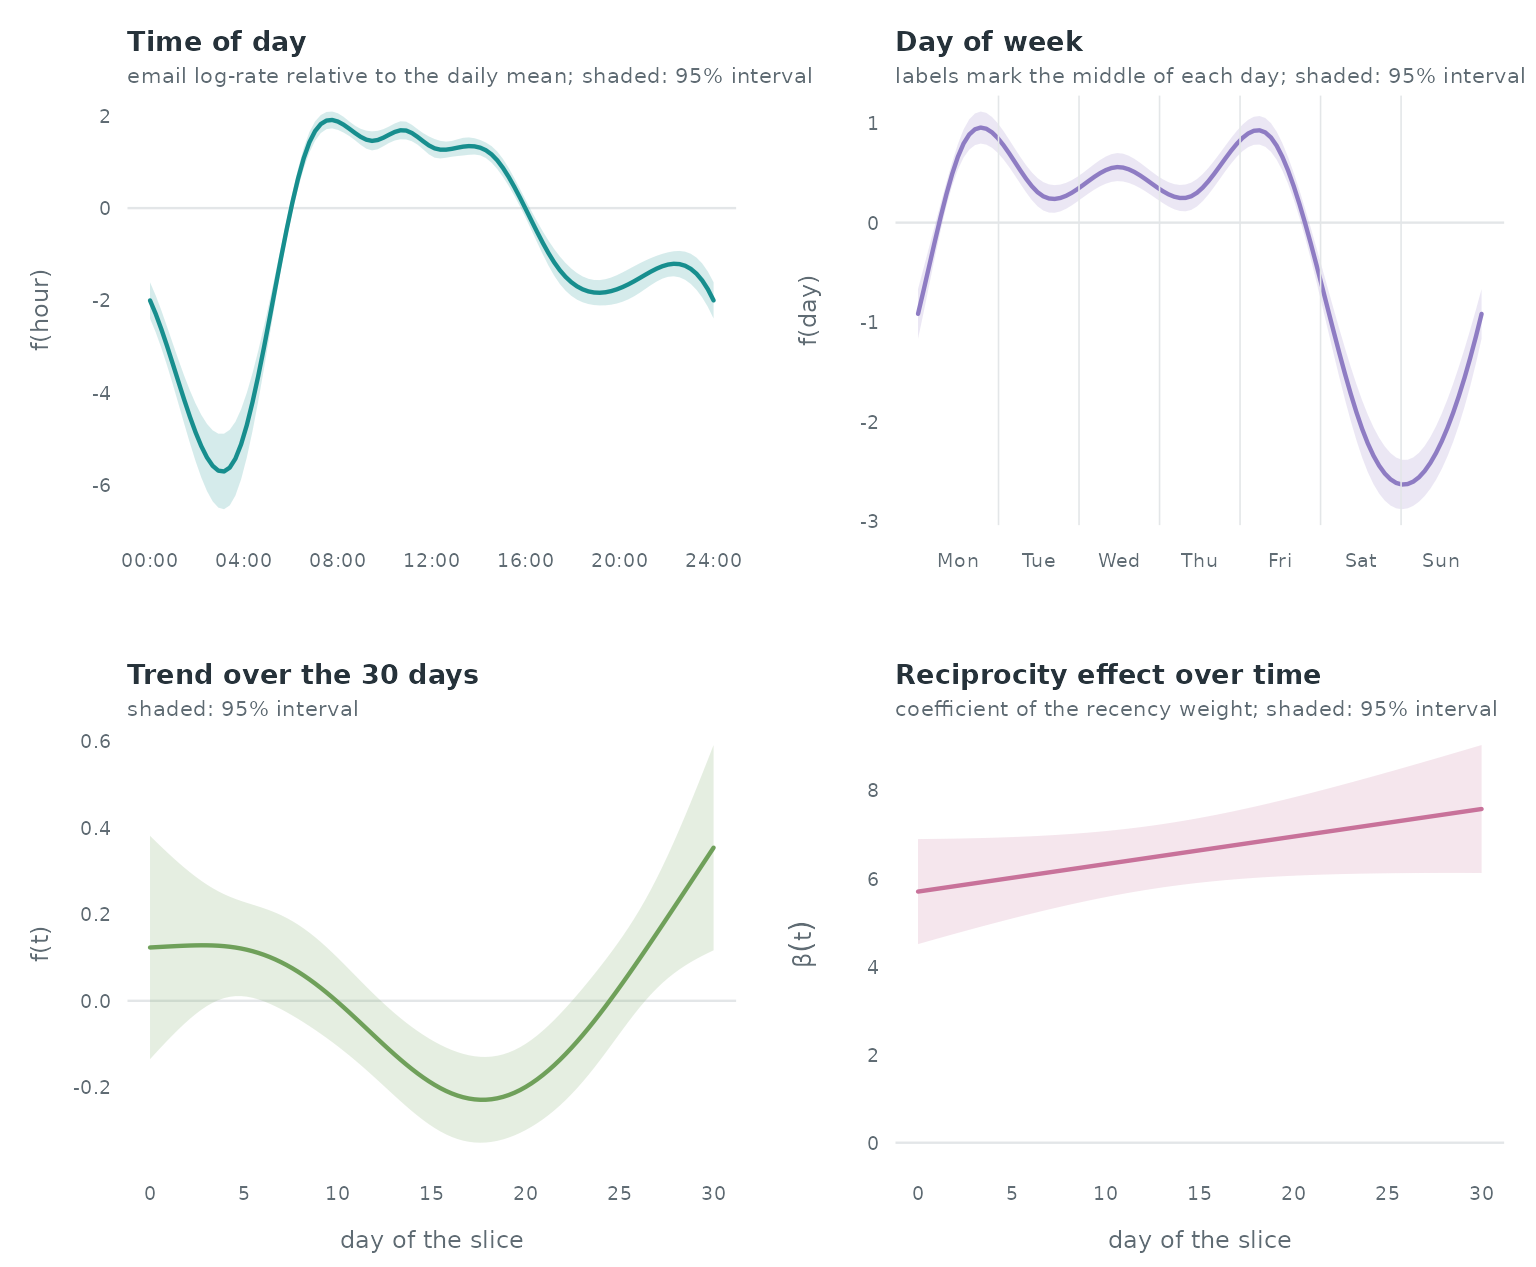 Time of day
email log-rate relative to the daily mean; shaded: 95% interval
f(hour)
2
0
-2
-4
-6
00:00 04:00 08:00 12:00 16:00 20:00 24:00
Day of week
labels mark the middle of each day; shaded: 95% interval
f(day)
1
0
-1
-2
-3
Mon Tue Wed Thu Fri Sat Sun
Trend over the 30 days
shaded: 95% interval
f(t)
0.6
0.4
0.2
0.0
-0.2
0 5 10 15 20 25 30
day of the slice
Reciprocity effect over time
coefficient of the recency weight; shaded: 95% interval
β(t)
8
6
4
2
0
0 5 10 15 20 25 30
day of the slice